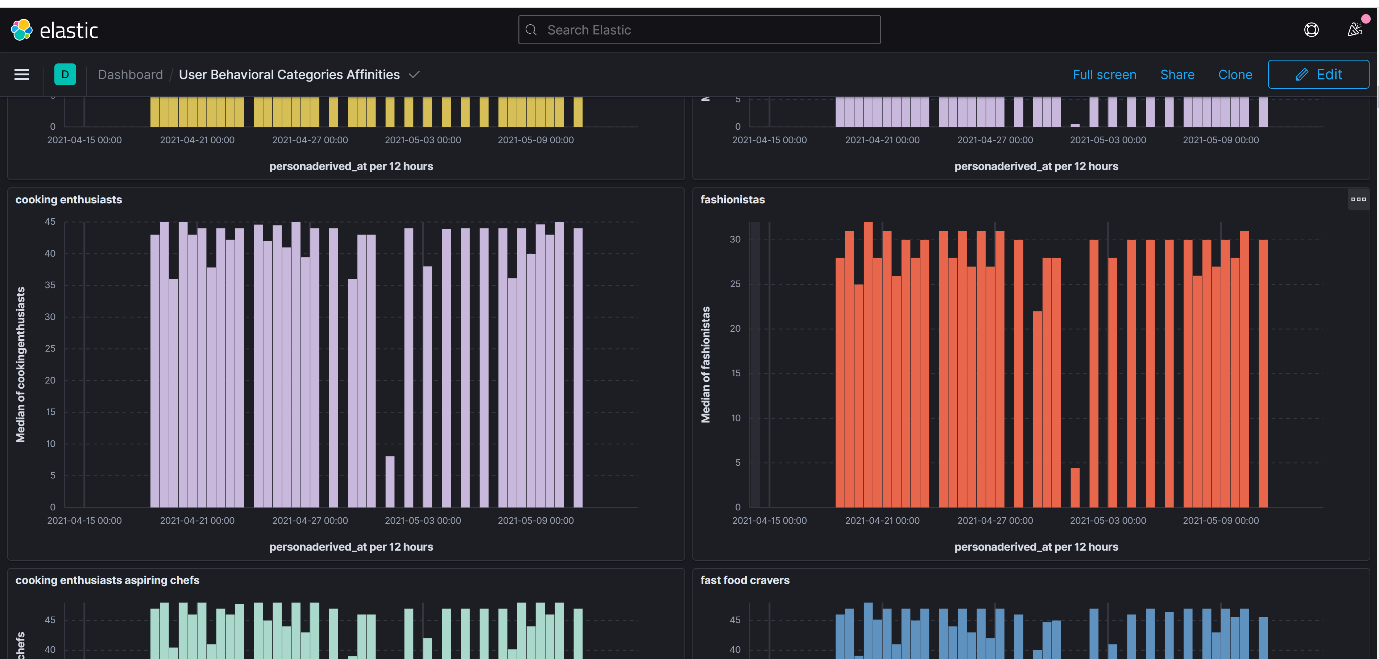 elastic
Search Elastic
D
Dashboard / User Behavioral Categories Affinities
Full screen
Share
Clone
Edit
0
2021-04-15 00:00 2021-04-21 00:00 2021-04-27 00:00 2021-05-03 00:00 2021-05-09 00:00
personaderived_at per 12 hours
5
0
2021-04-15 00:00 2021-04-21 00:00 2021-04-27 00:00 2021-05-03 00:00 2021-05-09 00:00
personaderived_at per 12 hours
cooking enthusiasts
Median of cookingenthusiasts
45
40
35
30
25
20
15
10
5
0
2021-04-15 00:00 2021-04-21 00:00 2021-04-27 00:00 2021-05-03 00:00 2021-05-09 00:00
personaderived_at per 12 hours
fashionistas
Median of fashionistas
30
25
20
15
10
5
0
2021-04-15 00:00 2021-04-21 00:00 2021-04-27 00:00 2021-05-03 00:00 2021-05-09 00:00
personaderived_at per 12 hours
cooking enthusiasts aspiring chefs
chefs
45
40
fast food cravers
45
40